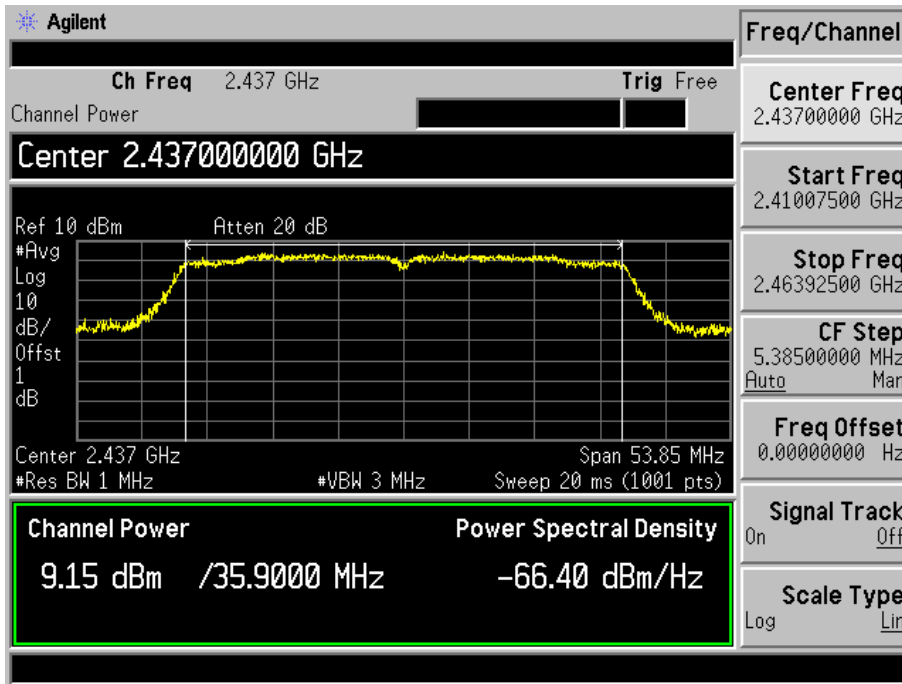 Agilent
Freq/Channel
Ch Freq 2.437 GHz Trig Free
Channel Power
Center 2.437000000 GHz
Ref 10 dBm Atten 20 dB
#Avg
Log
10
dB/
Offst
1
dB
Center 2.437 GHz Span 53.85 MHz
#Res BW 1 MHz #VBW 3 MHz Sweep 20 ms (1001 pts)
Channel Power Power Spectral Density
9.15 dBm /35.9000 MHz -66.40 dBm/Hz
Center Freq
2.43700000 GHz
Start Freq
2.41007500 GHz
Stop Freq
2.46392500 GHz
CF Step
5.38500000 MHz
Auto Man
Freq Offset
0.00000000 Hz
Signal Track
On Off
Scale Type
Log Lin